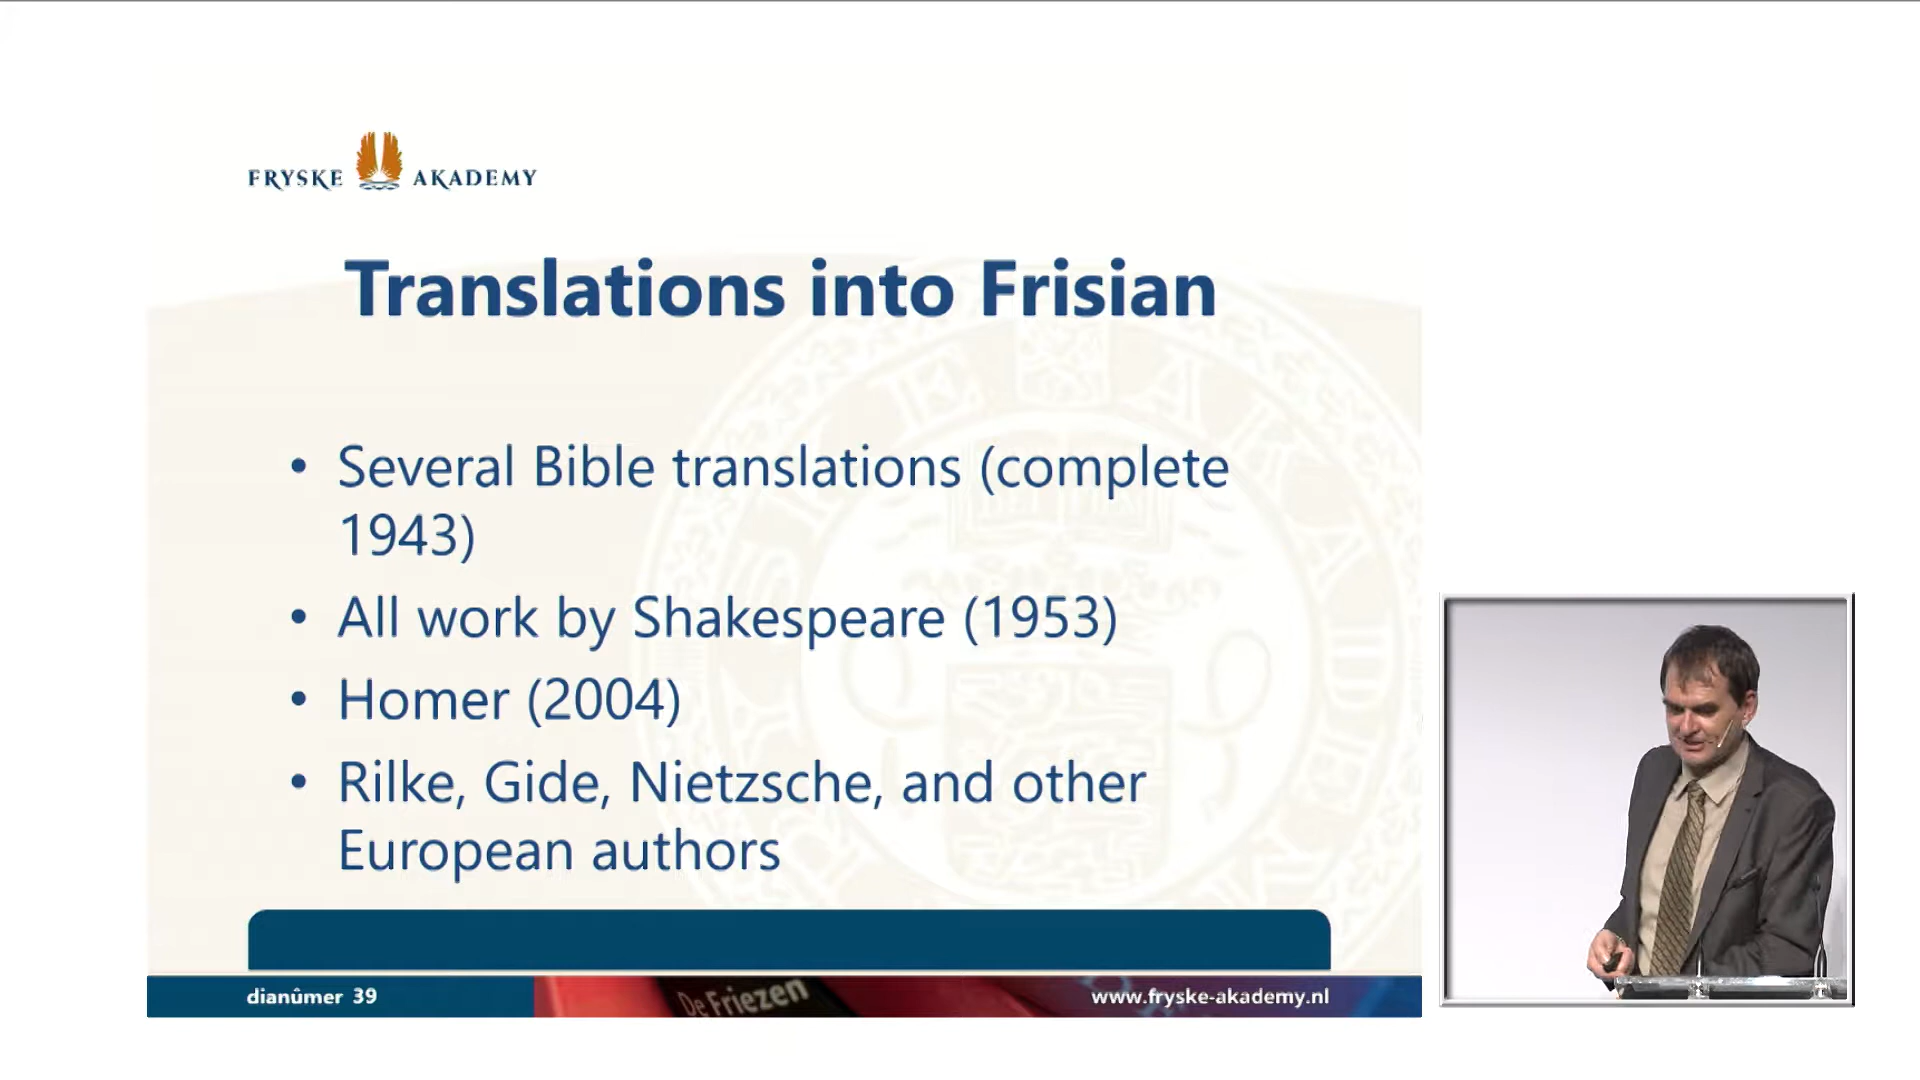 FRYSKE AKADEMY
Translations into Frisian
• Several Bible translations (complete
1943)
• All work by Shakespeare (1953)
• Homer (2004)
• Rilke, Gide, Nietzsche, and other
European authors
dianûmer 39
De Friezen
www.fryske-akademy.nl